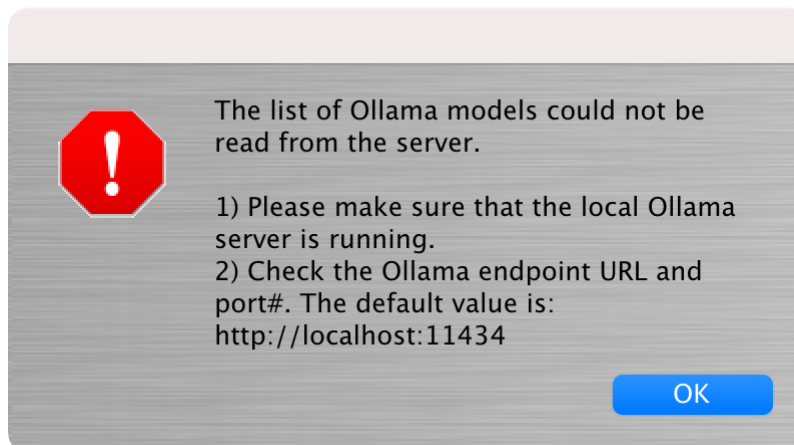 The list of Ollama models could not be
read from the server.
1) Please make sure that the local Ollama
server is running.
2) Check the Ollama endpoint URL and
port#. The default value is:
http://localhost:11434
OK